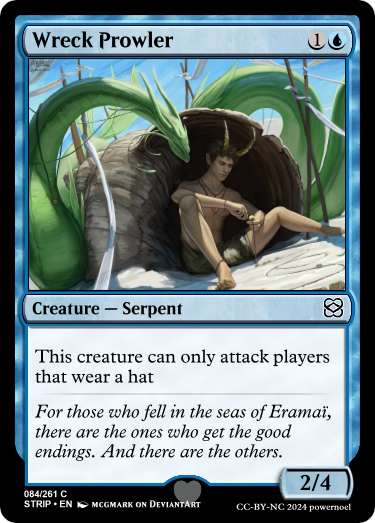 Wreck Prowler
1
Creature — Serpent
This creature can only attack players
that wear a hat
For those who fell in the seas of Eramaï,
there are the ones who get the good
endings. And there are the others.
2/4
084/261 C
STRIP • EN MCGMARK ON DEVIANTART
CC-BY-NC 2024 powernoel